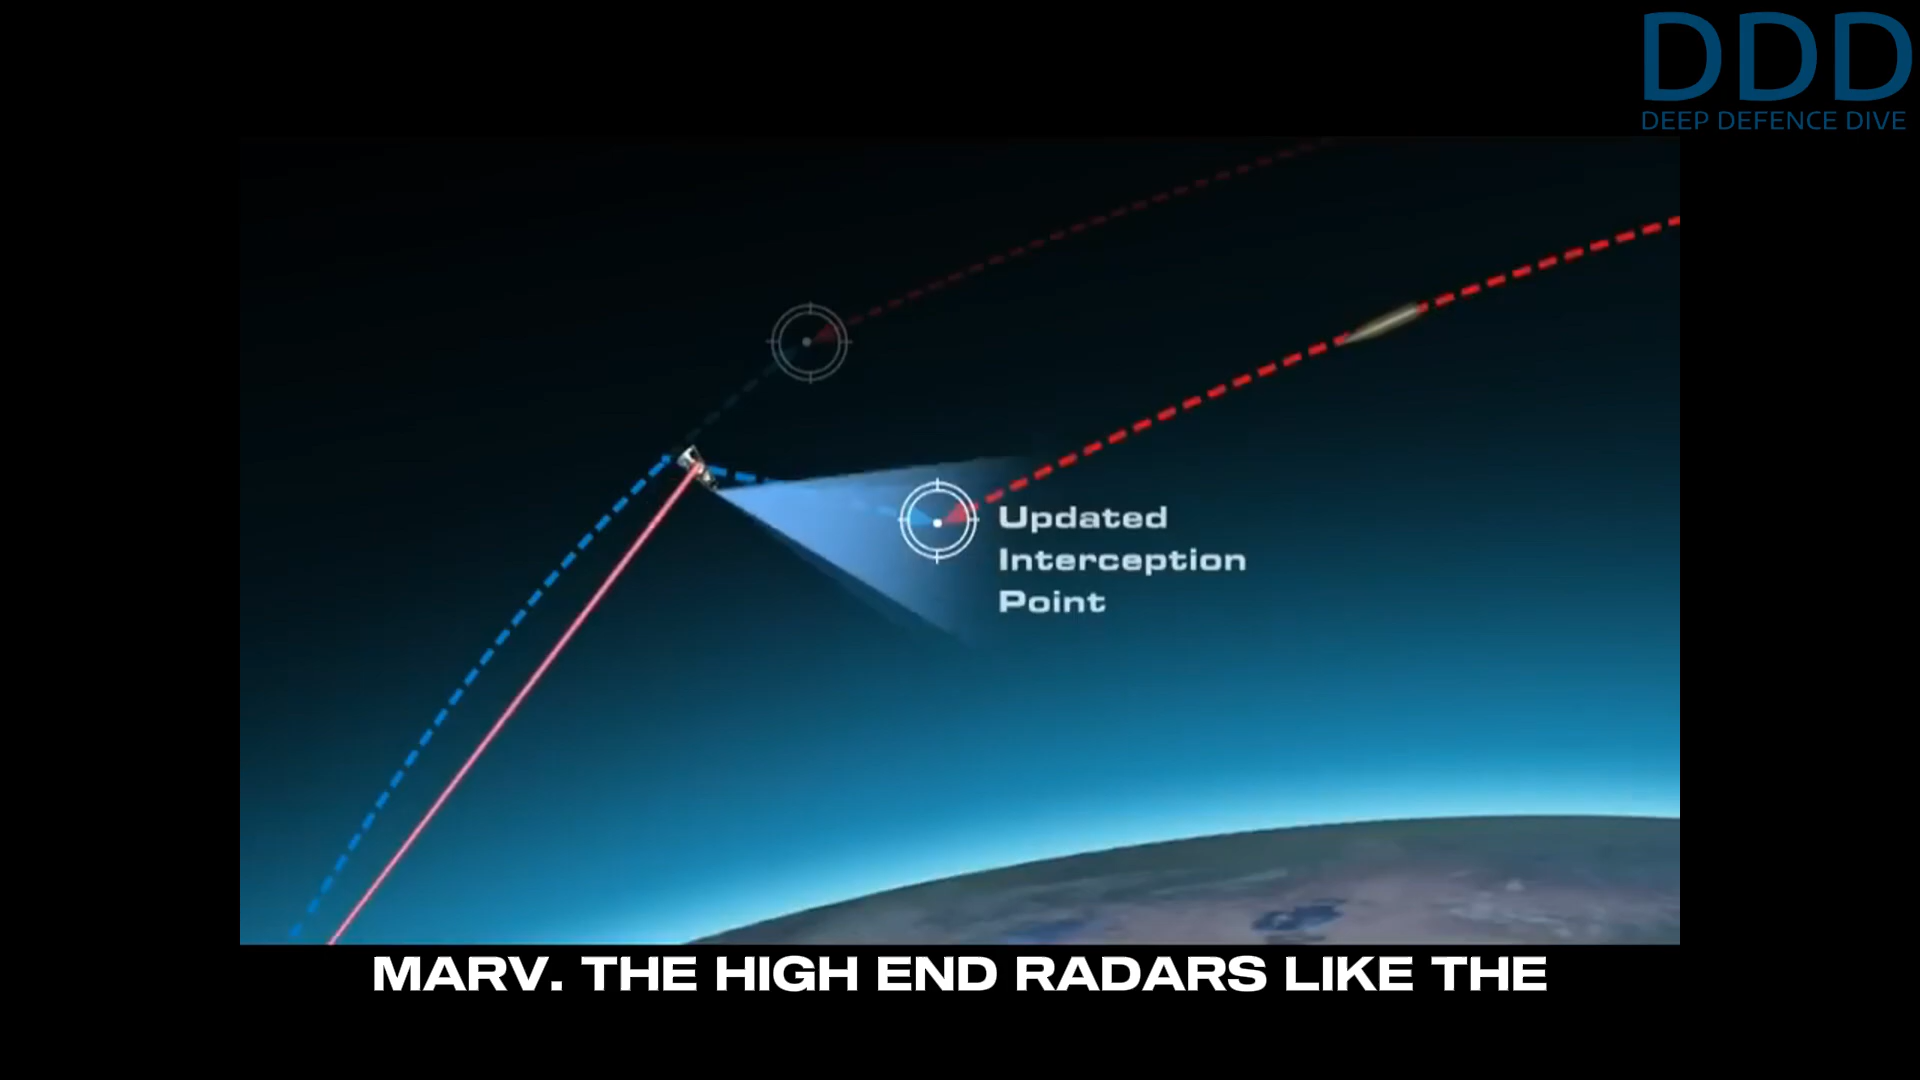 DDD
DEEP DEFENCE DIVE
Updated
Interception
Point
MARV. THE HIGH END RADARS LIKE THE